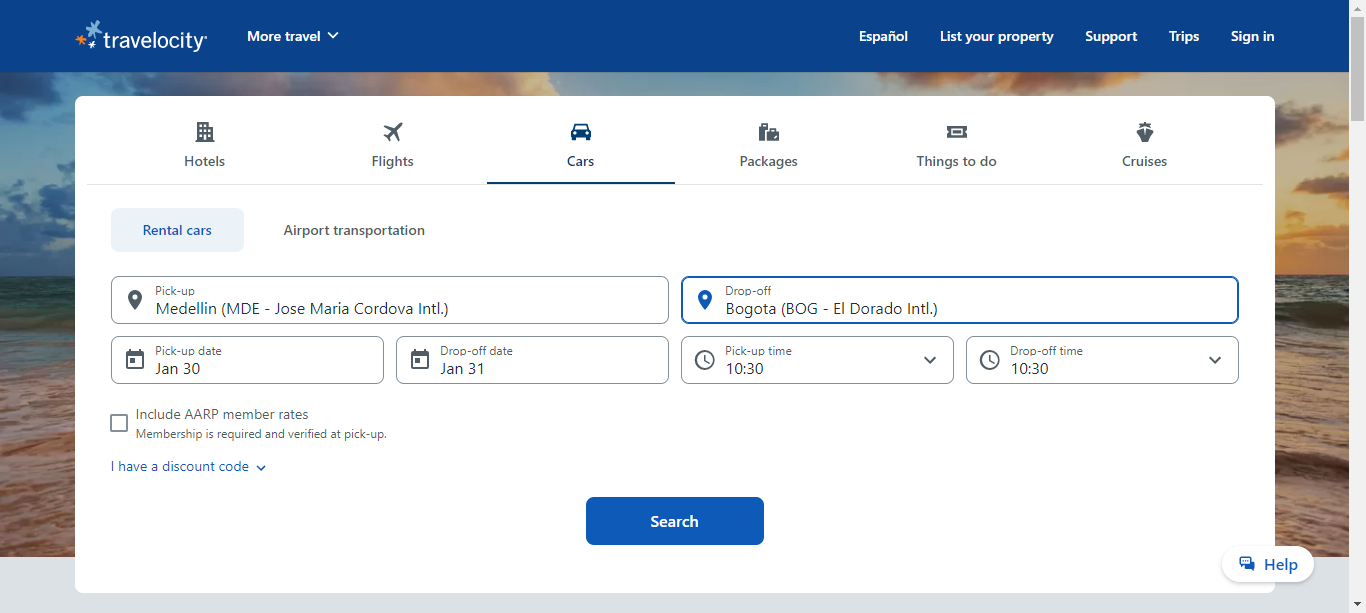 travelocity
More travel
Español
List your property
Support
Trips
Sign in
Hotels
Flights
Cars
Packages
Things to do
Cruises
Rental cars
Airport transportation
Pick-up
Medellin (MDE - Jose Maria Cordova Intl.)
Drop-off
Bogota (BOG - El Dorado Intl.)
Pick-up date
Jan 30
Drop-off date
Jan 31
Pick-up time
10:30
Drop-off time
10:30
Include AARP member rates
Membership is required and verified at pick-up.
I have a discount code
Search
Help